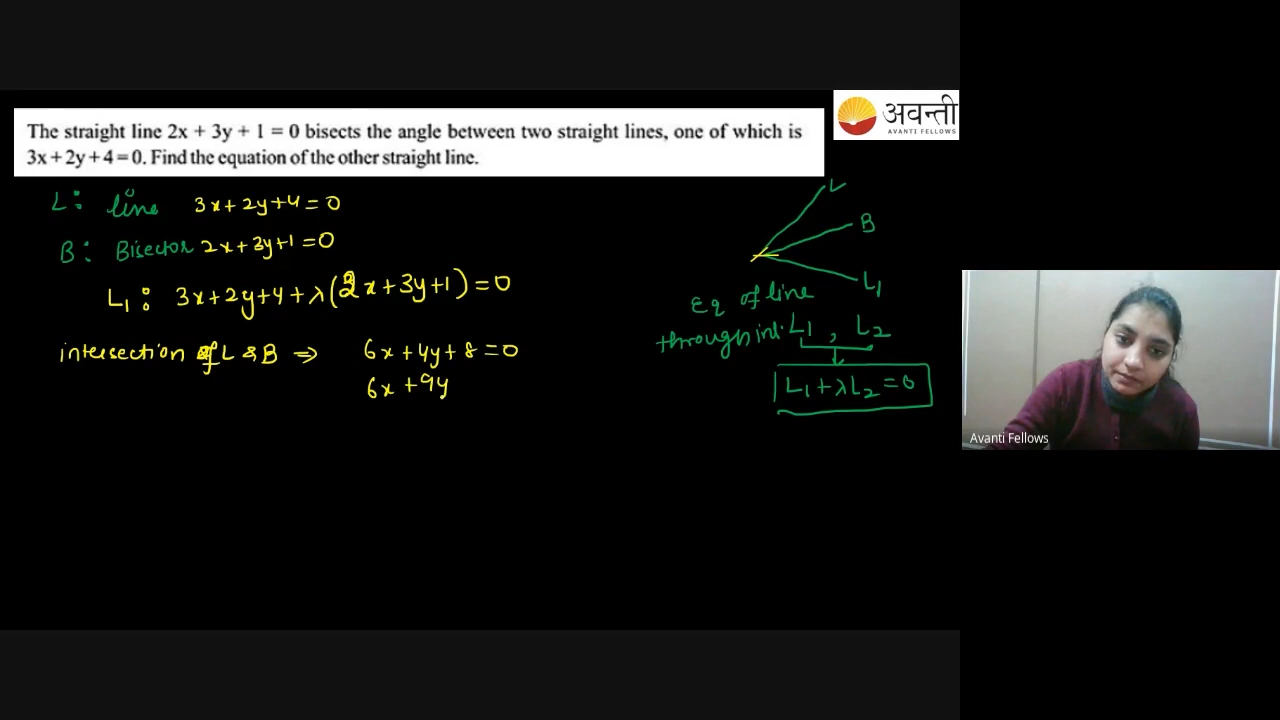 The straight line 2x + 3y + 1 = 0 bisects the angle between two straight lines, one of which is
3x + 2y + 4 = 0. Find the equation of the other straight line.
अवन्ती
AVANTI FELLOWS
L: line 3x + 2y + 4 = 0
B: Bisector 2x + 3y + 1 = 0
L₁: 3x + 2y + 4 + λ(2x + 3y + 1) = 0
intersection of L & B ⇒ 6x + 4y + 8 = 0
6x + 9y
L
B
L₁
Eq of line
through int. L1, L2
L1 + λL2 = 0
Avanti Fellows